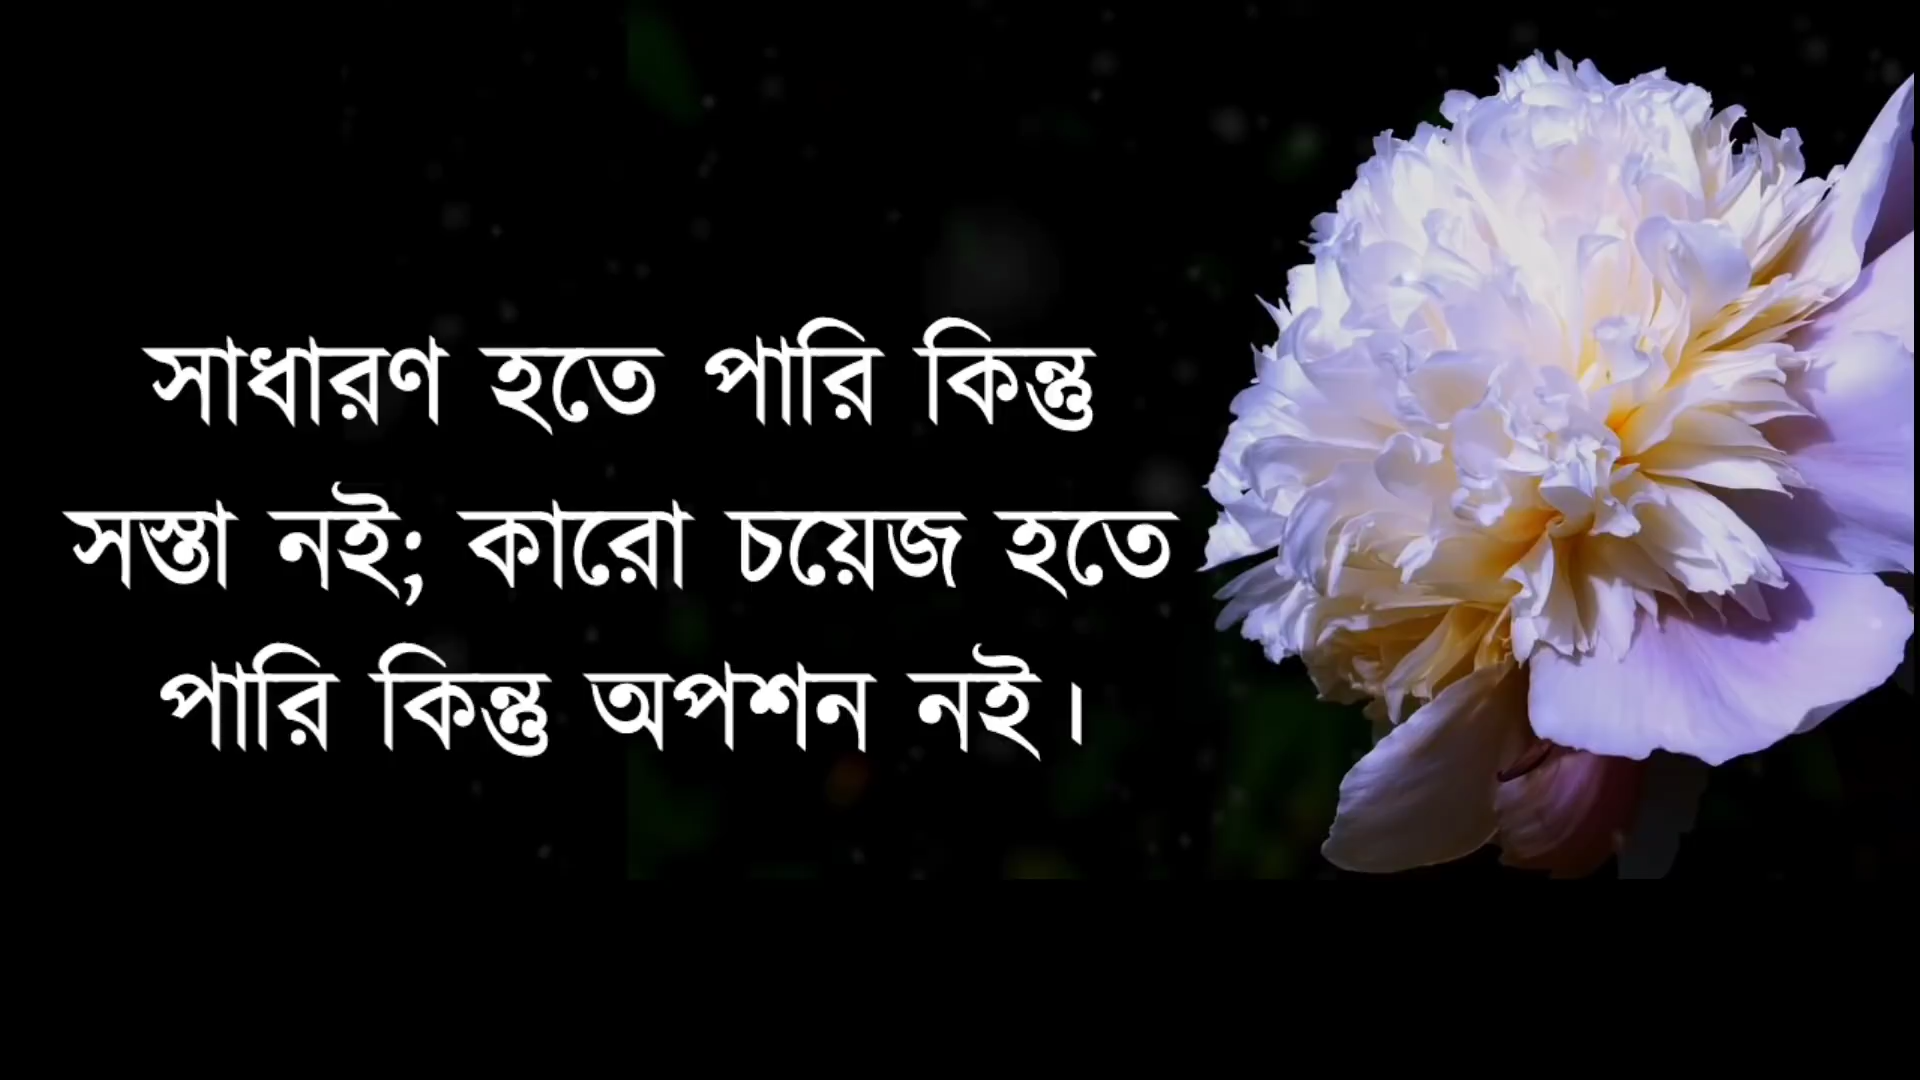 সাধারণ হতে পারি কিন্তু
সস্তা নই; কারো চয়েজ হতে
পারি কিন্তু অপশন নই।